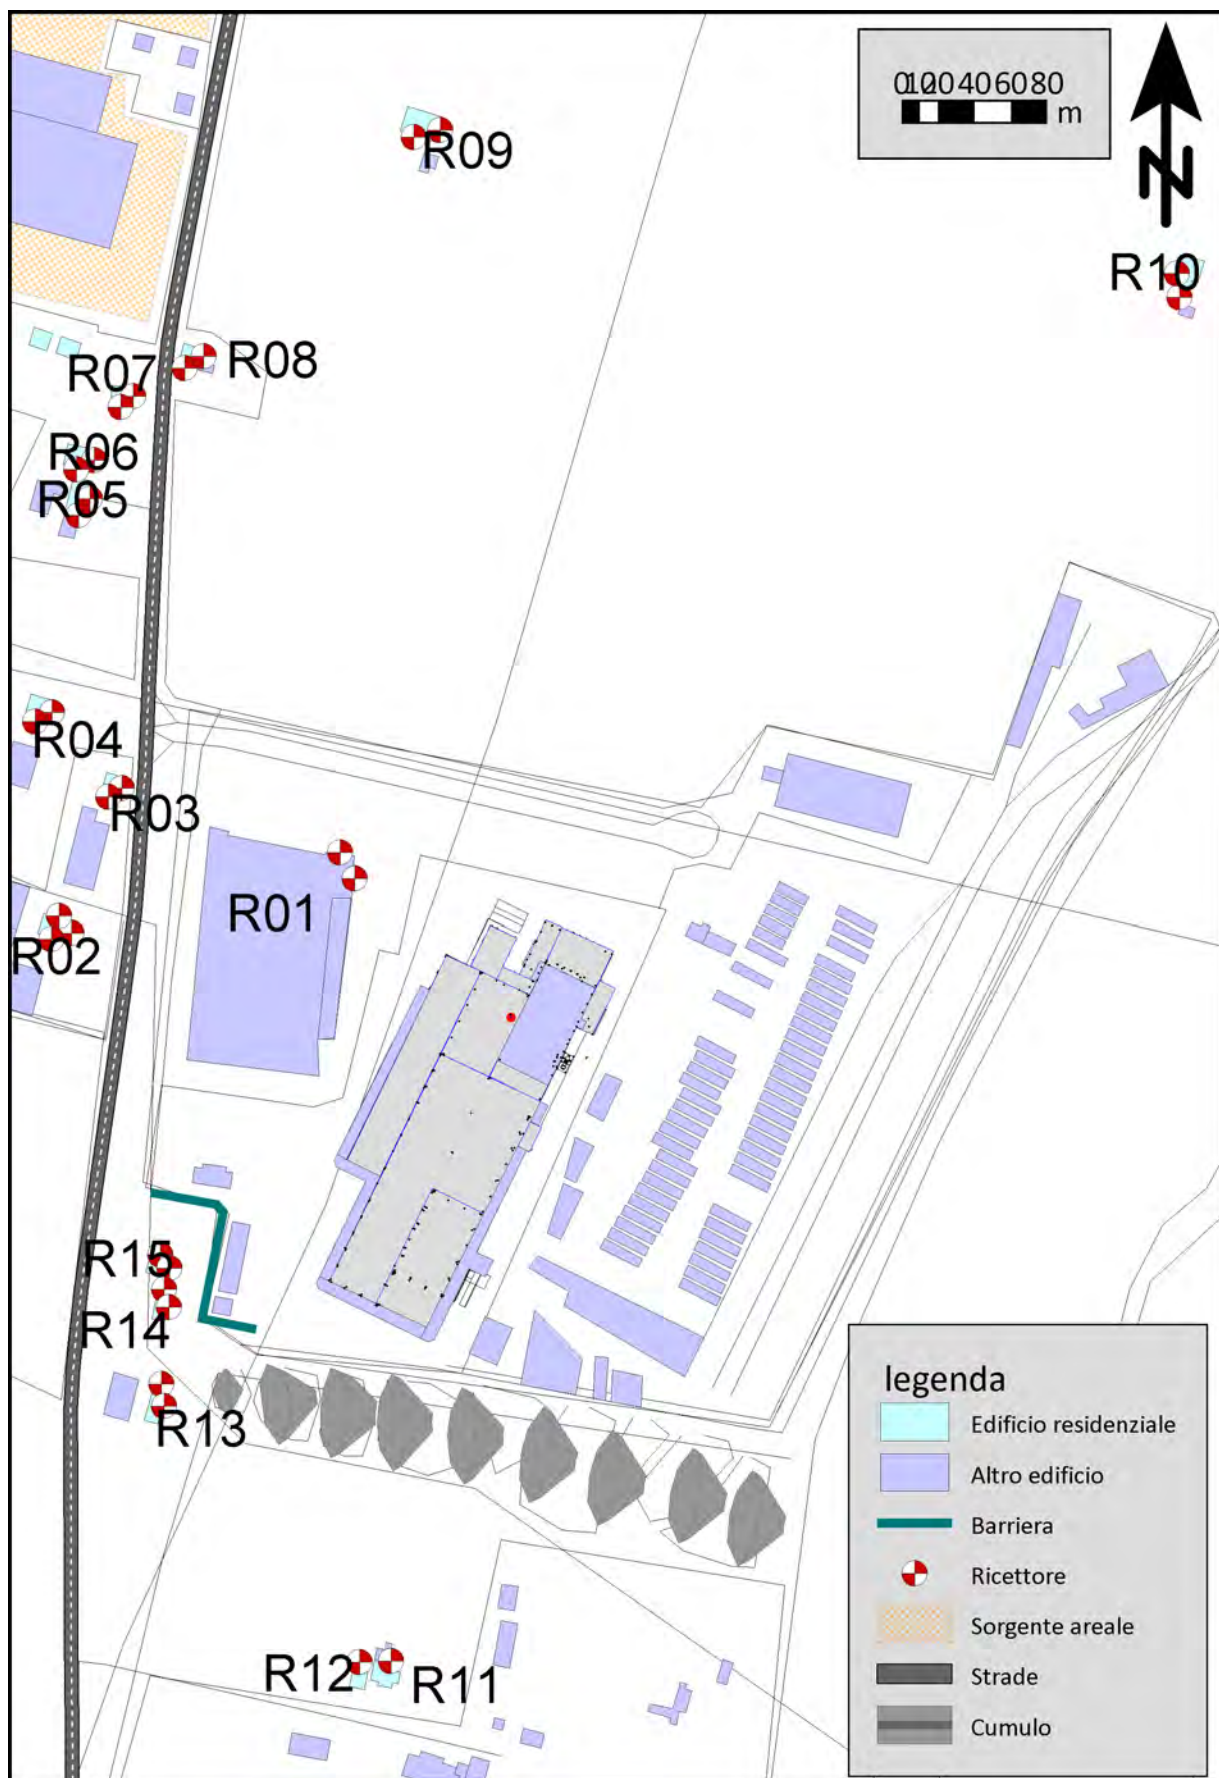 0 10 20 40 60 80
m
N
R09
R10
R08
R07
R06
R05
R04
R03
R01
R02
R15
R14
R13
R12
R11
legenda
Edificio residenziale
Altro edificio
Barriera
Ricettore
Sorgente areale
Strade
Cumulo